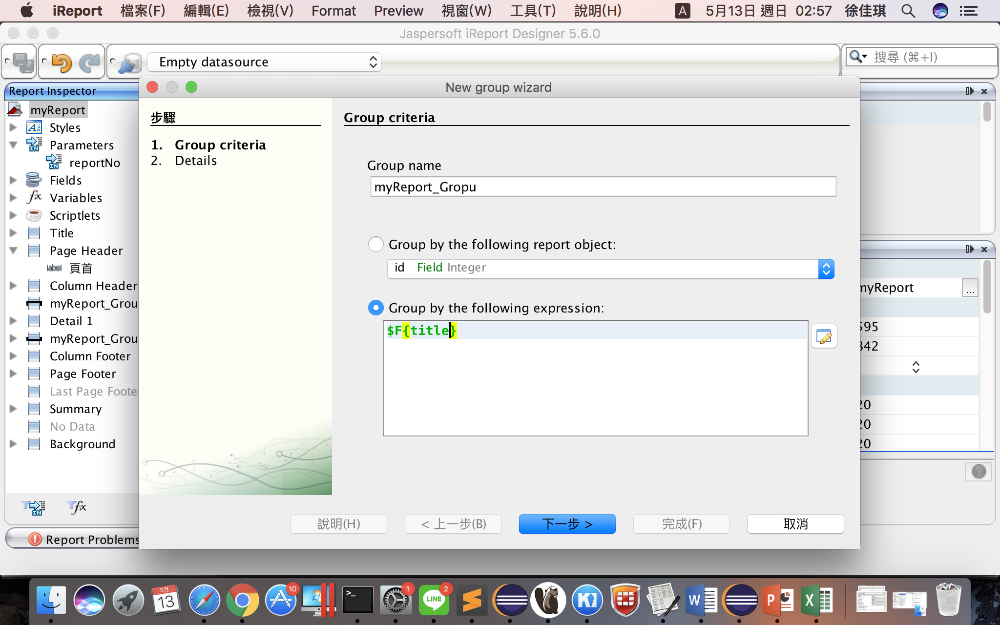 iReport 檔案(F) 編輯(E) 檢視(V) Format Preview 視窗(W) 工具(T) 說明(H) A 5月13日 週日 02:57 徐佳琪
Jaspersoft iReport Designer 5.6.0
Empty datasource
搜尋 (⌘+I)
Report Inspector
myReport
Styles
Parameters
reportNo
Fields
Variables
Scriptlets
Title
Page Header
label 頁首
Column Header
myReport_Grou
Detail 1
myReport_Grou
Column Footer
Page Footer
Last Page Foote
Summary
No Data
Background
Report Problems
New group wizard
步驟
1. Group criteria
2. Details
Group criteria
Group name
myReport_Gropu
Group by the following report object:
id Field Integer
Group by the following expression:
$F{title}
說明(H)
< 上一步(B)
下一步 >
完成(F)
取消
myReport
...
595
842
20
20
20
?
5月
13
10
>_
1
LINE
2
W
P
X